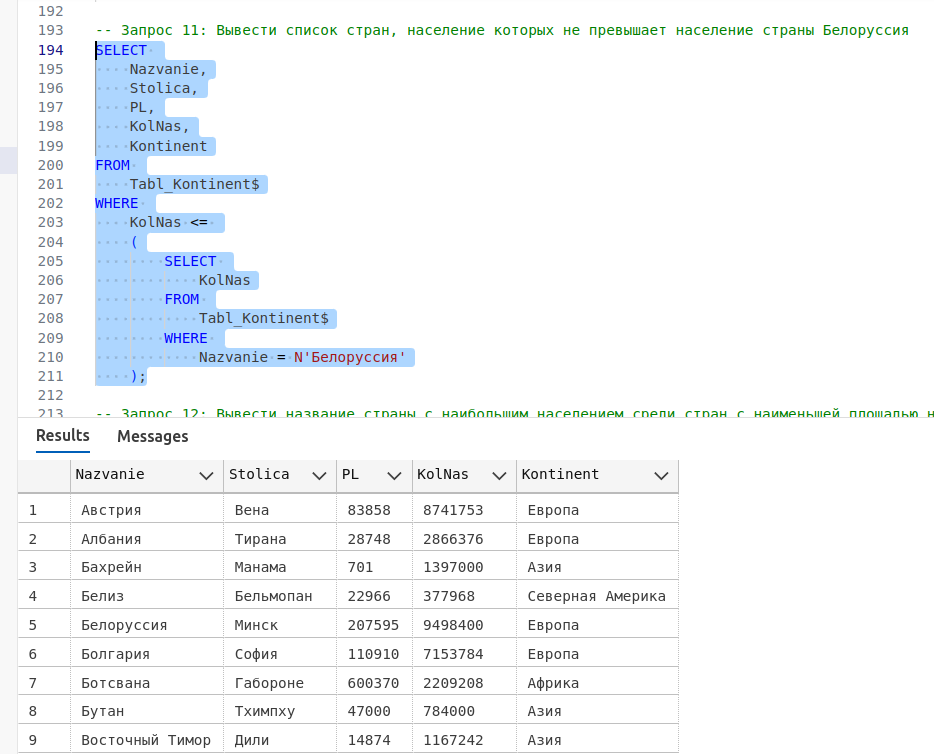 192
193 -- Запрос 11: Вывести список стран, население которых не превышает население страны Белоруссия
194 SELECT
195 Nazvanie,
196 Stolica,
197 PL,
198 KolNas,
199 Kontinent
200 FROM
201 Tabl_Kontinent$
202 WHERE
203 KolNas <=
204 (
205 SELECT
206 KolNas
207 FROM
208 Tabl_Kontinent$
209 WHERE
210 Nazvanie = N'Белоруссия'
211 );
212
213 -- Запрос 12: Вывести название страны с наибольшим населением среди стран с наименьшей площадью
Results Messages
Nazvanie Stolica PL KolNas Kontinent
1 Австрия Вена 83858 8741753 Европа
2 Албания Тирана 28748 2866376 Европа
3 Бахрейн Манама 701 1397000 Азия
4 Белиз Бельмопан 22966 377968 Северная Америка
5 Белоруссия Минск 207595 9498400 Европа
6 Болгария София 110910 7153784 Европа
7 Ботсвана Габороне 600370 2209208 Африка
8 Бутан Тхимпху 47000 784000 Азия
9 Восточный Тимор Дили 14874 1167242 Азия